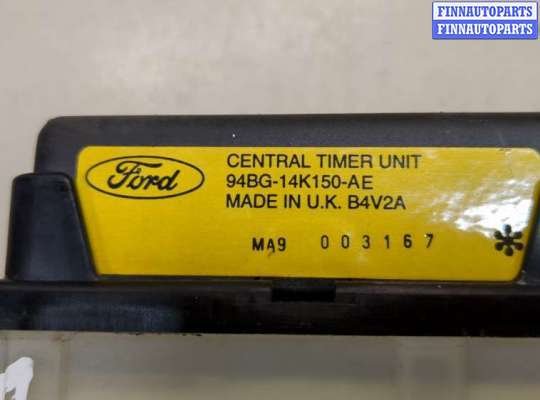 FINNAUTOPARTS
FINNAUTOPARTS
Ford
CENTRAL TIMER UNIT
94BG-14K150-AE
MADE IN U.K. B4V2A
MA9 003167 *